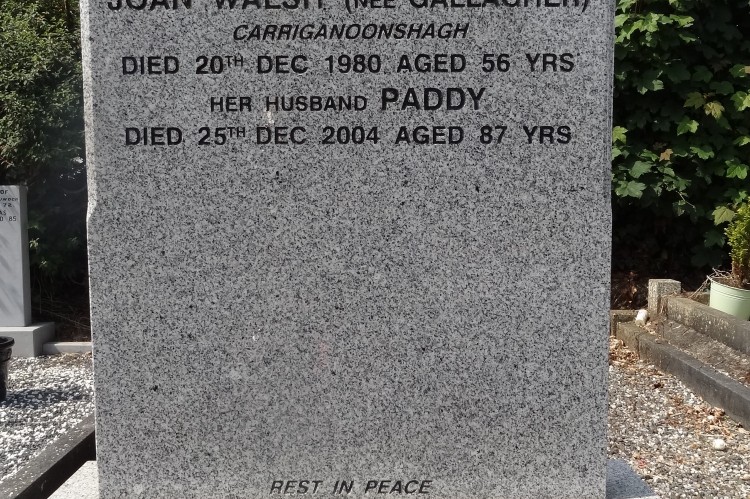 JOAN WALSH (NEE GALLAGHER)
CARRIGANOONSHAGH
DIED 20TH DEC 1980 AGED 56 YRS
HER HUSBAND PADDY
DIED 25TH DEC 2004 AGED 87 YRS
REST IN PEACE